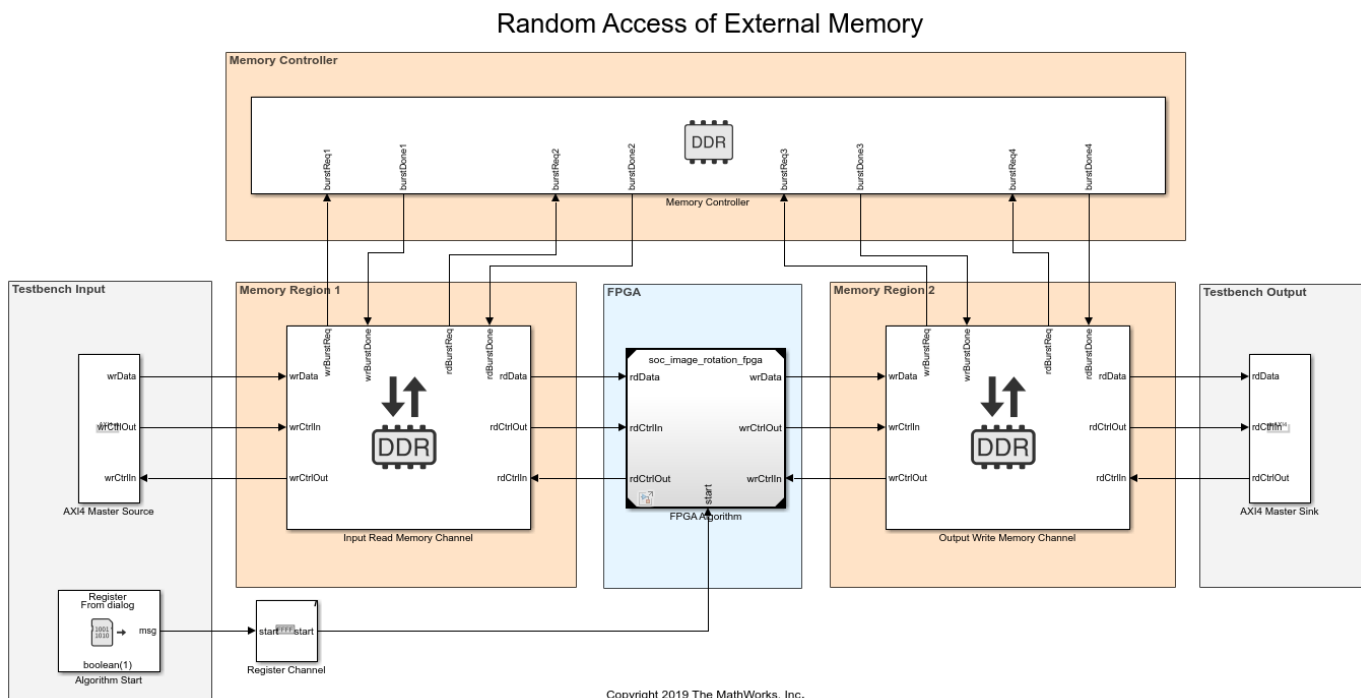 Random Access of External Memory
Memory Controller
DDR
burstReq1
burstDone1
burstReq2
burstDone2
burstReq3
burstDone3
burstReq4
burstDone4
Memory Controller
Testbench Input
wrData
wrCtrlOut
wrCtrlIn
AXI4 Master Source
Memory Region 1
wrBurstReq
wrBurstDone
rdBurstReq
rdBurstDone
wrData
rdData
wrCtrlIn
DDR
rdCtrlOut
wrCtrlOut
rdCtrlIn
Input Read Memory Channel
FPGA
soc_image_rotation_fpga
rdData
wrData
rdCtrlIn
wrCtrlOut
rdCtrlOut
wrCtrlIn
start
FPGA Algorithm
Memory Region 2
wrBurstReq
wrBurstDone
rdBurstReq
rdBurstDone
wrData
rdData
wrCtrlIn
DDR
rdCtrlOut
wrCtrlOut
rdCtrlIn
Output Write Memory Channel
Testbench Output
rdData
rdCtrlIn
rdCtrlOut
AXI4 Master Sink
Register
From dialog
1001
1010
msg
boolean(1)
Algorithm Start
start
start
Register Channel
Copyright 2019 The MathWorks, Inc.